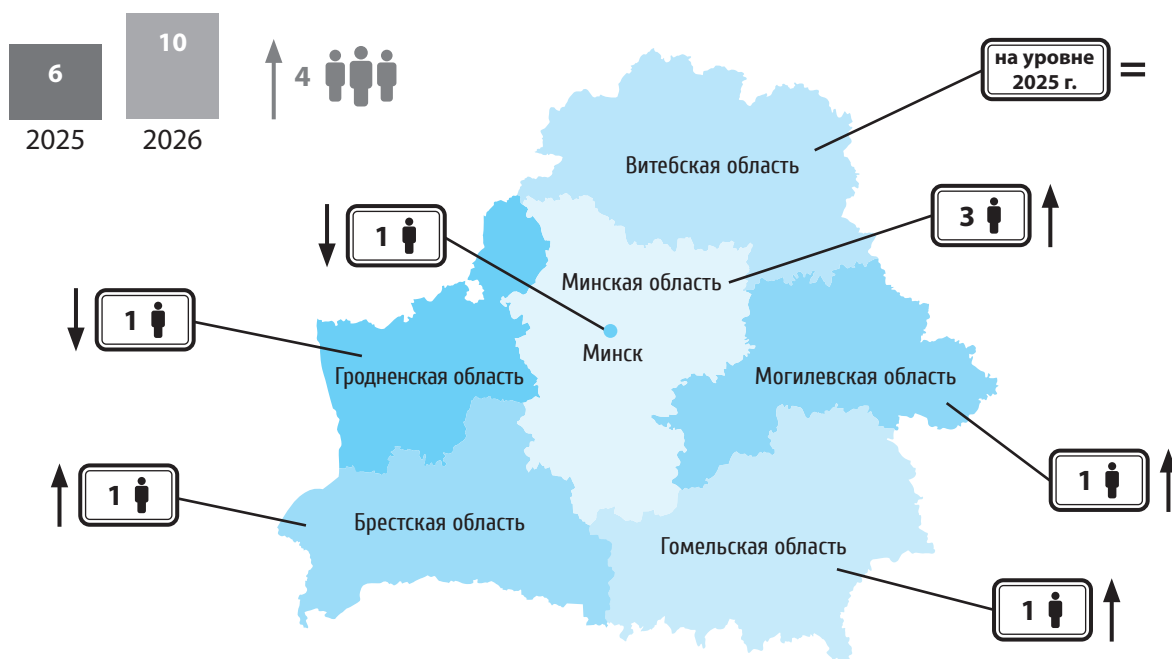 6
10
4
2025
2026
на уровне
2025 г.
=
Витебская область
3
1
Минская область
1
Минск
Гродненская область
Могилевская область
1
1
Брестская область
Гомельская область
1